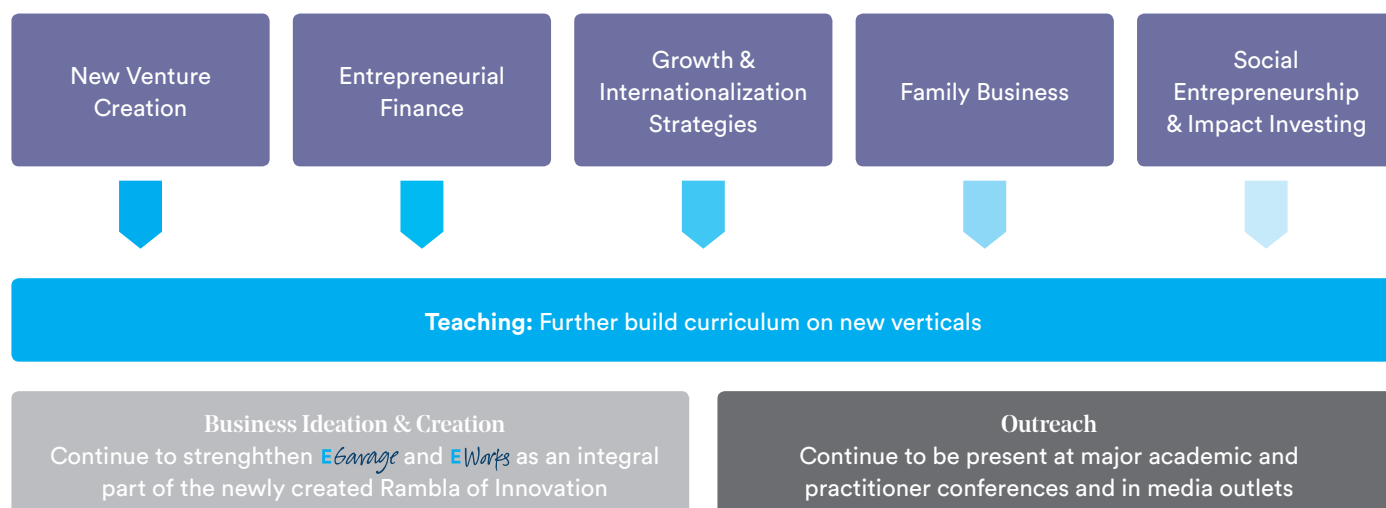 New Venture
Creation
Entrepreneurial
Finance
Growth &
Internationalization
Strategies
Family Business
Social
Entrepreneurship
& Impact Investing
Teaching: Further build curriculum on new verticals
Business Ideation & Creation
Continue to strenghten EGarage and EWorks as an integral
part of the newly created Rambla of Innovation
Outreach
Continue to be present at major academic and
practitioner conferences and in media outlets